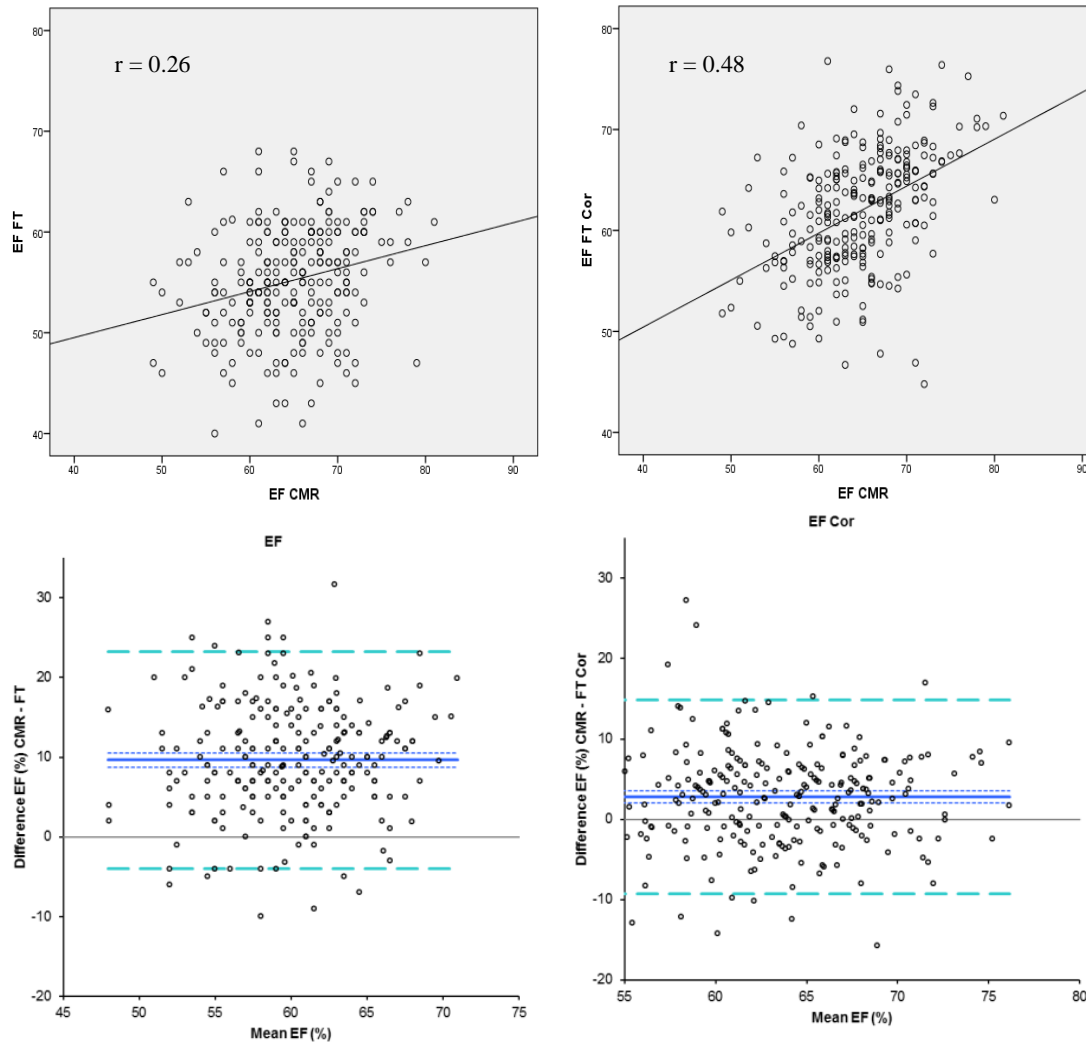 r = 0.26
80
70
60
50
40
EF FT
40 50 60 70 80 90
EF CMR
r = 0.48
80
70
60
50
40
EF FT Cor
40 50 60 70 80 90
EF CMR
EF
30
20
10
0
-10
-20
Difference EF (%) CMR - FT
45 50 55 60 65 70 75
Mean EF (%)
EF Cor
30
20
10
0
-10
-20
Difference EF (%) CMR - FT Cor
55 60 65 70 75 80
Mean EF (%)